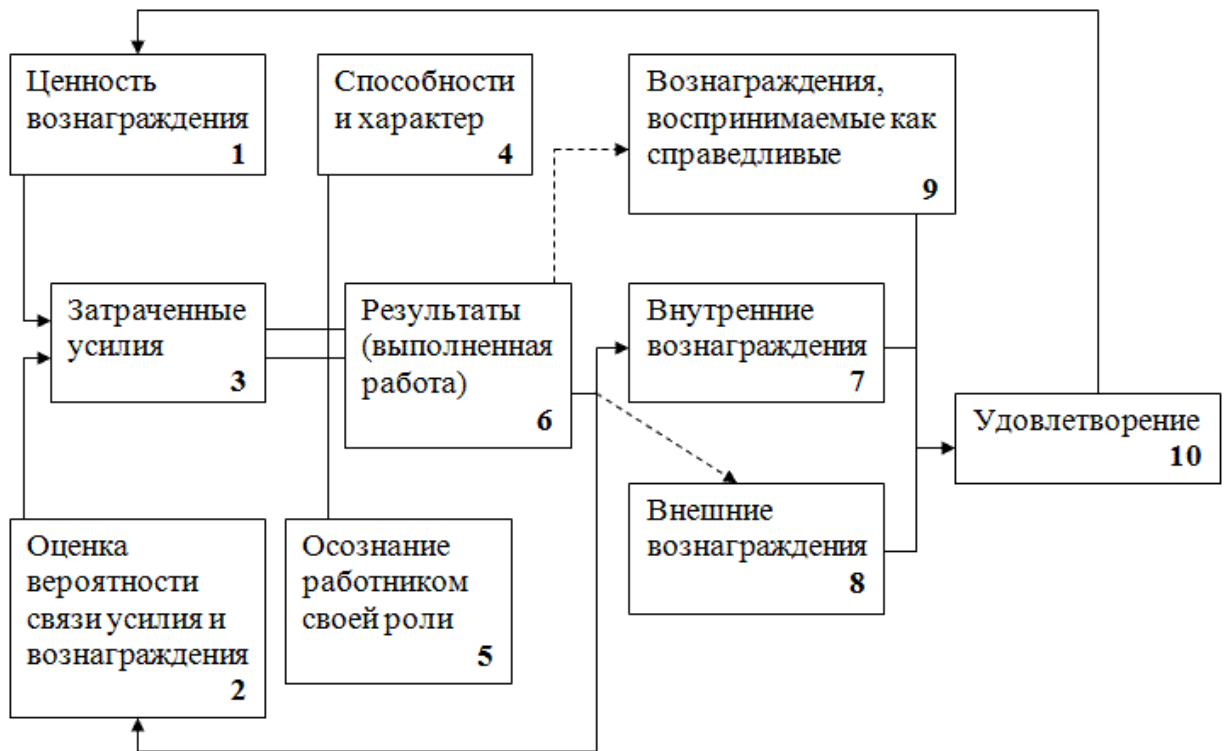 Ценность
вознаграждения
1
Способности
и характер
4
Вознаграждения,
воспринимаемые как
справедливые
9
Затраченные
усилия
3
Результаты
(выполненная
работа)
6
Внутренние
вознаграждения
7
Удовлетворение
10
Оценка
вероятности
связи усилия и
вознаграждения
2
Осознание
работником
своей роли
5
Внешние
вознаграждения
8